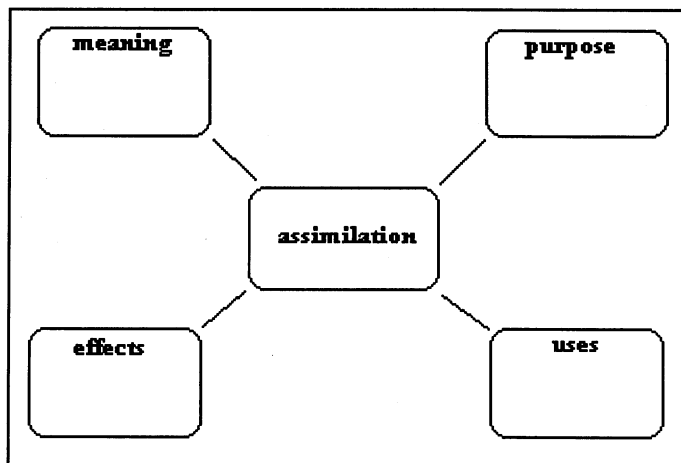 meaning
purpose
assimilation
effects
uses